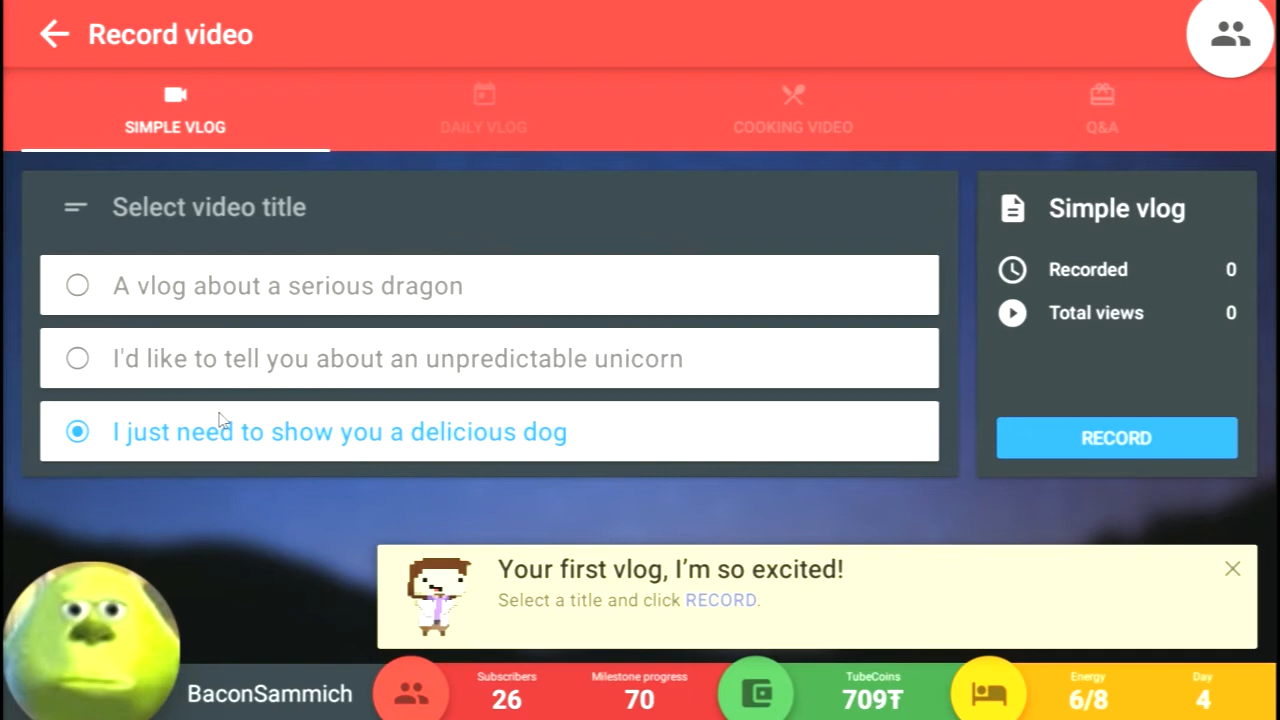 Record video
SIMPLE VLOG
DAILY VLOG
COOKING VIDEO
Q&A
Select video title
A vlog about a serious dragon
I'd like to tell you about an unpredictable unicorn
I just need to show you a delicious dog
Simple vlog
Recorded 0
Total views 0
RECORD
Your first vlog, I'm so excited!
Select a title and click RECORD.
BaconSammich
Subscribers
26
Milestone progress
70
TubeCoins
709Ŧ
Energy
6/8
Day
4